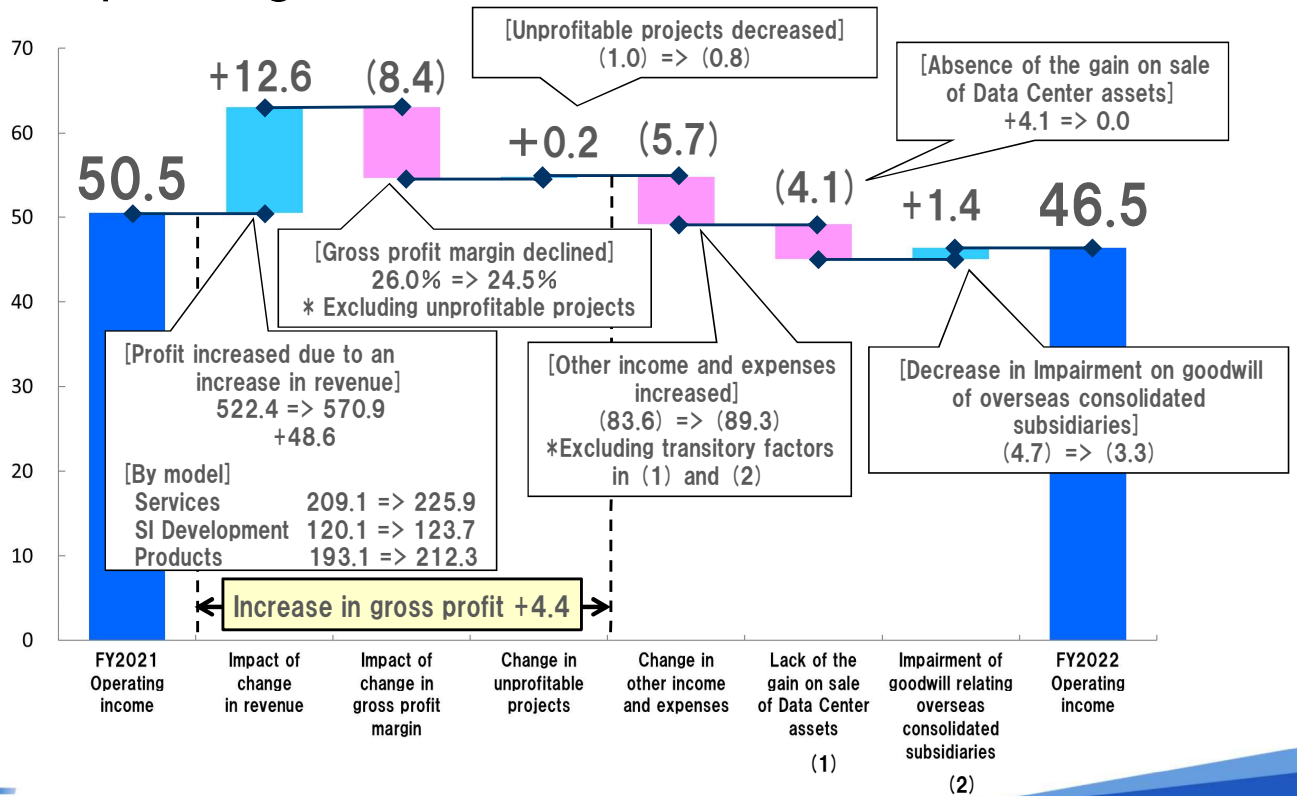 [Unprofitable projects decreased]
(1.0) => (0.8)
[Absence of the gain on sale
of Data Center assets]
+4.1 => 0.0
70
60
50
40
30
20
10
0
50.5
+12.6
(8.4)
+0.2
(5.7)
(4.1)
+1.4
46.5
[Gross profit margin declined]
26.0% => 24.5%
* Excluding unprofitable projects
[Profit increased due to an
increase in revenue]
522.4 => 570.9
+48.6
[By model]
Services 209.1 => 225.9
SI Development 120.1 => 123.7
Products 193.1 => 212.3
[Other income and expenses
increased]
(83.6) => (89.3)
*Excluding transitory factors
in (1) and (2)
[Decrease in Impairment on goodwill
of overseas consolidated
subsidiaries]
(4.7) => (3.3)
Increase in gross profit +4.4
FY2021
Operating
income
Impact of
change
in revenue
Impact of
change in
gross profit
margin
Change in
unprofitable
projects
Change in
other income
and expenses
Lack of the
gain on sale
of Data Center
assets
(1)
Impairment of
goodwill relating
overseas
consolidated
subsidiaries
(2)
FY2022
Operating
income